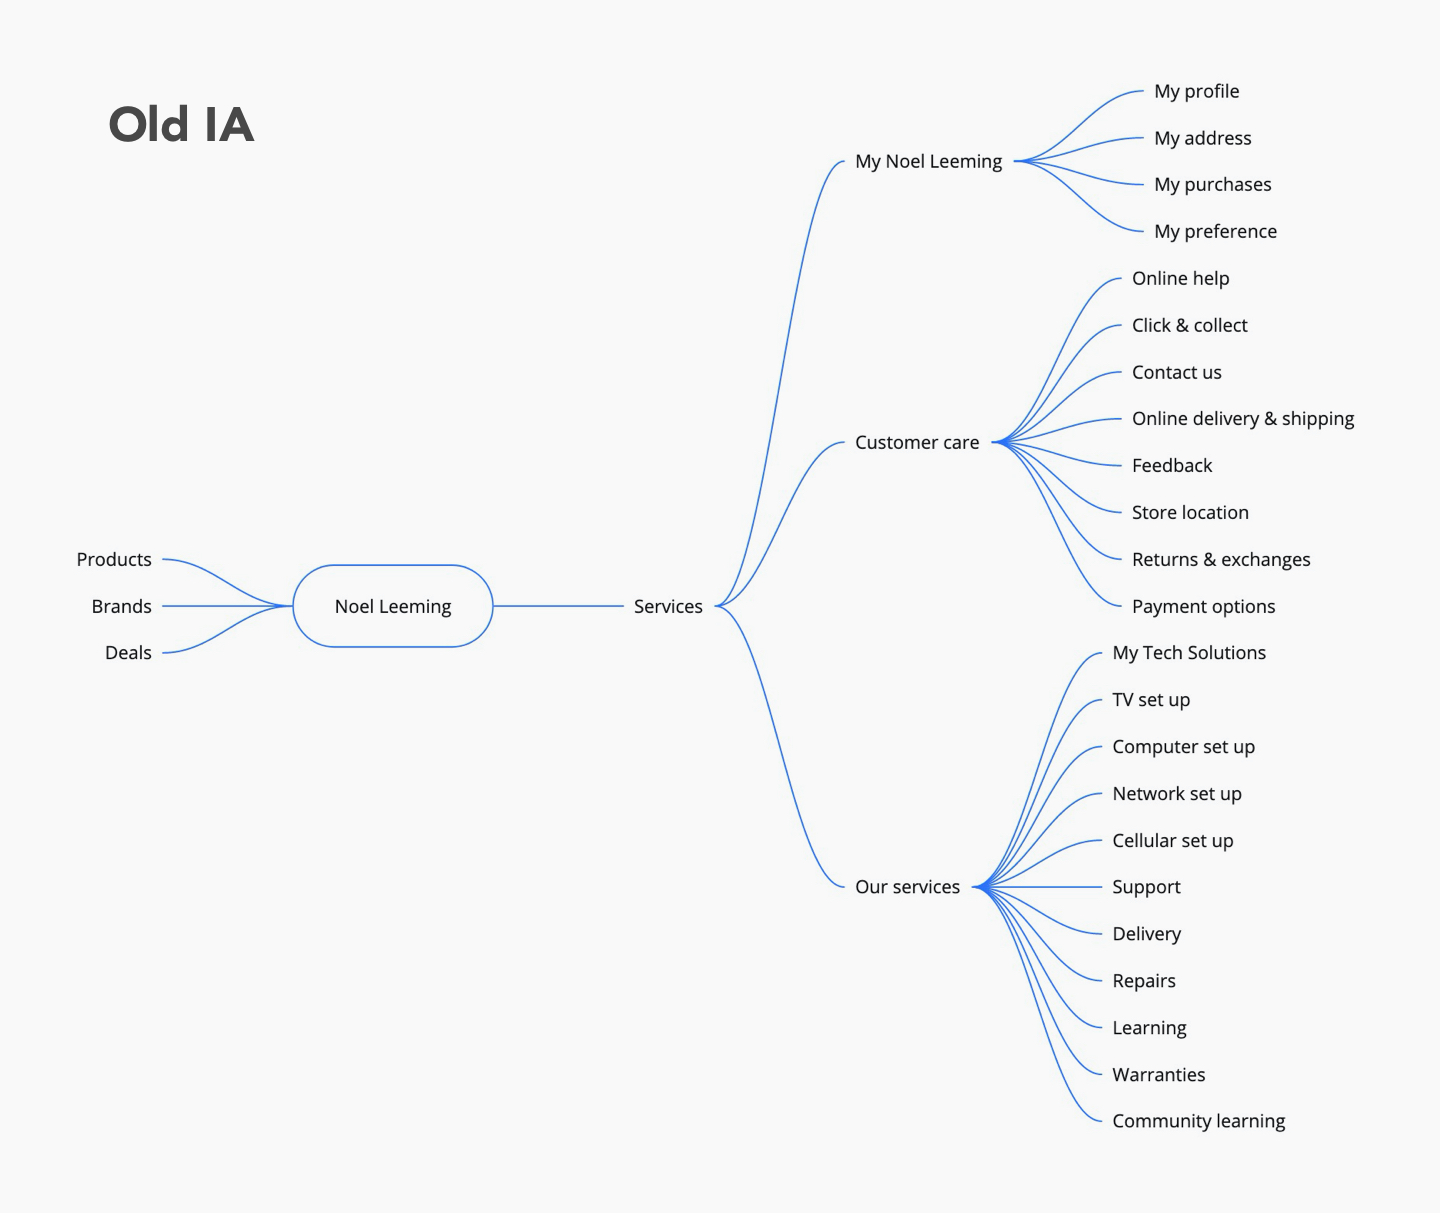 Old IA
Products
Brands
Deals
Noel Leeming
Services
My Noel Leeming
My profile
My address
My purchases
My preference
Customer care
Online help
Click & collect
Contact us
Online delivery & shipping
Feedback
Store location
Returns & exchanges
Payment options
Our services
My Tech Solutions
TV set up
Computer set up
Network set up
Cellular set up
Support
Delivery
Repairs
Learning
Warranties
Community learning